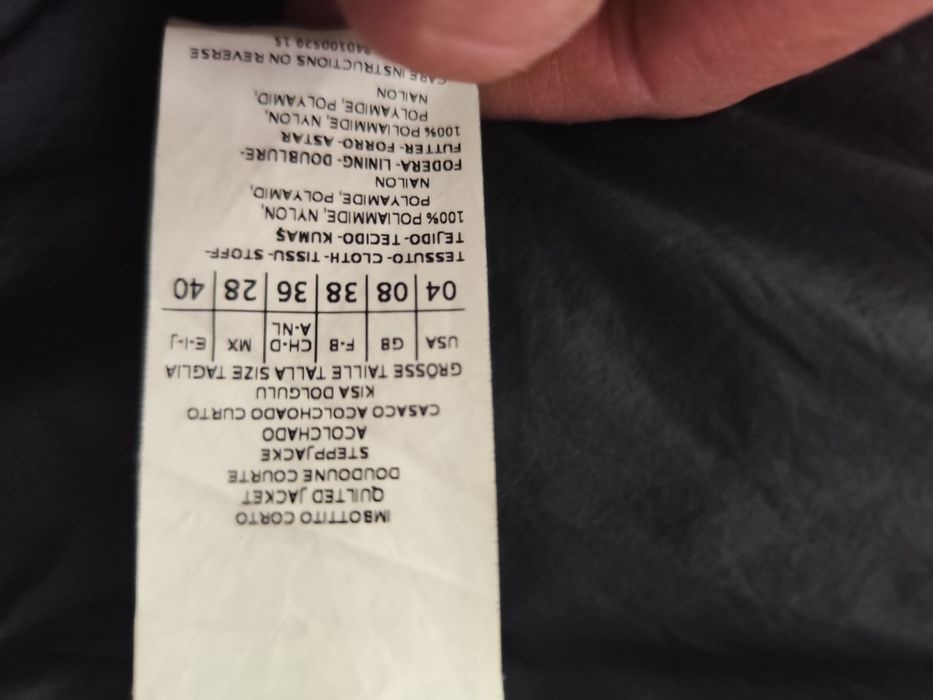 IMBOTTITO CORTO
QUILTED JACKET
DOUDOUNE COURTE
STEPPJACKE
ACOLCHADO
CASACO ACOLCHOADO CURTO
KISA DOLGULU
GRÖSSE TAILLE TALLA SIZE TAGLIA
USA GB F-B CH-D A-NL MX E-I-J
04 08 38 36 28 40
TESSUTO- CLOTH- TISSU- STOFF-
TEJIDO- TECIDO- KUMAŞ
100% POLIAMMIDE, NYLON,
POLYAMIDE, POLYAMID,
NAILON
FODERA- LINING- DOUBLURE-
FUTTER- FORRO- ASTAR
100% POLIAMMIDE, NYLON,
POLYAMIDE, POLYAMID,
NAILON
CARE INSTRUCTIONS ON REVERSE